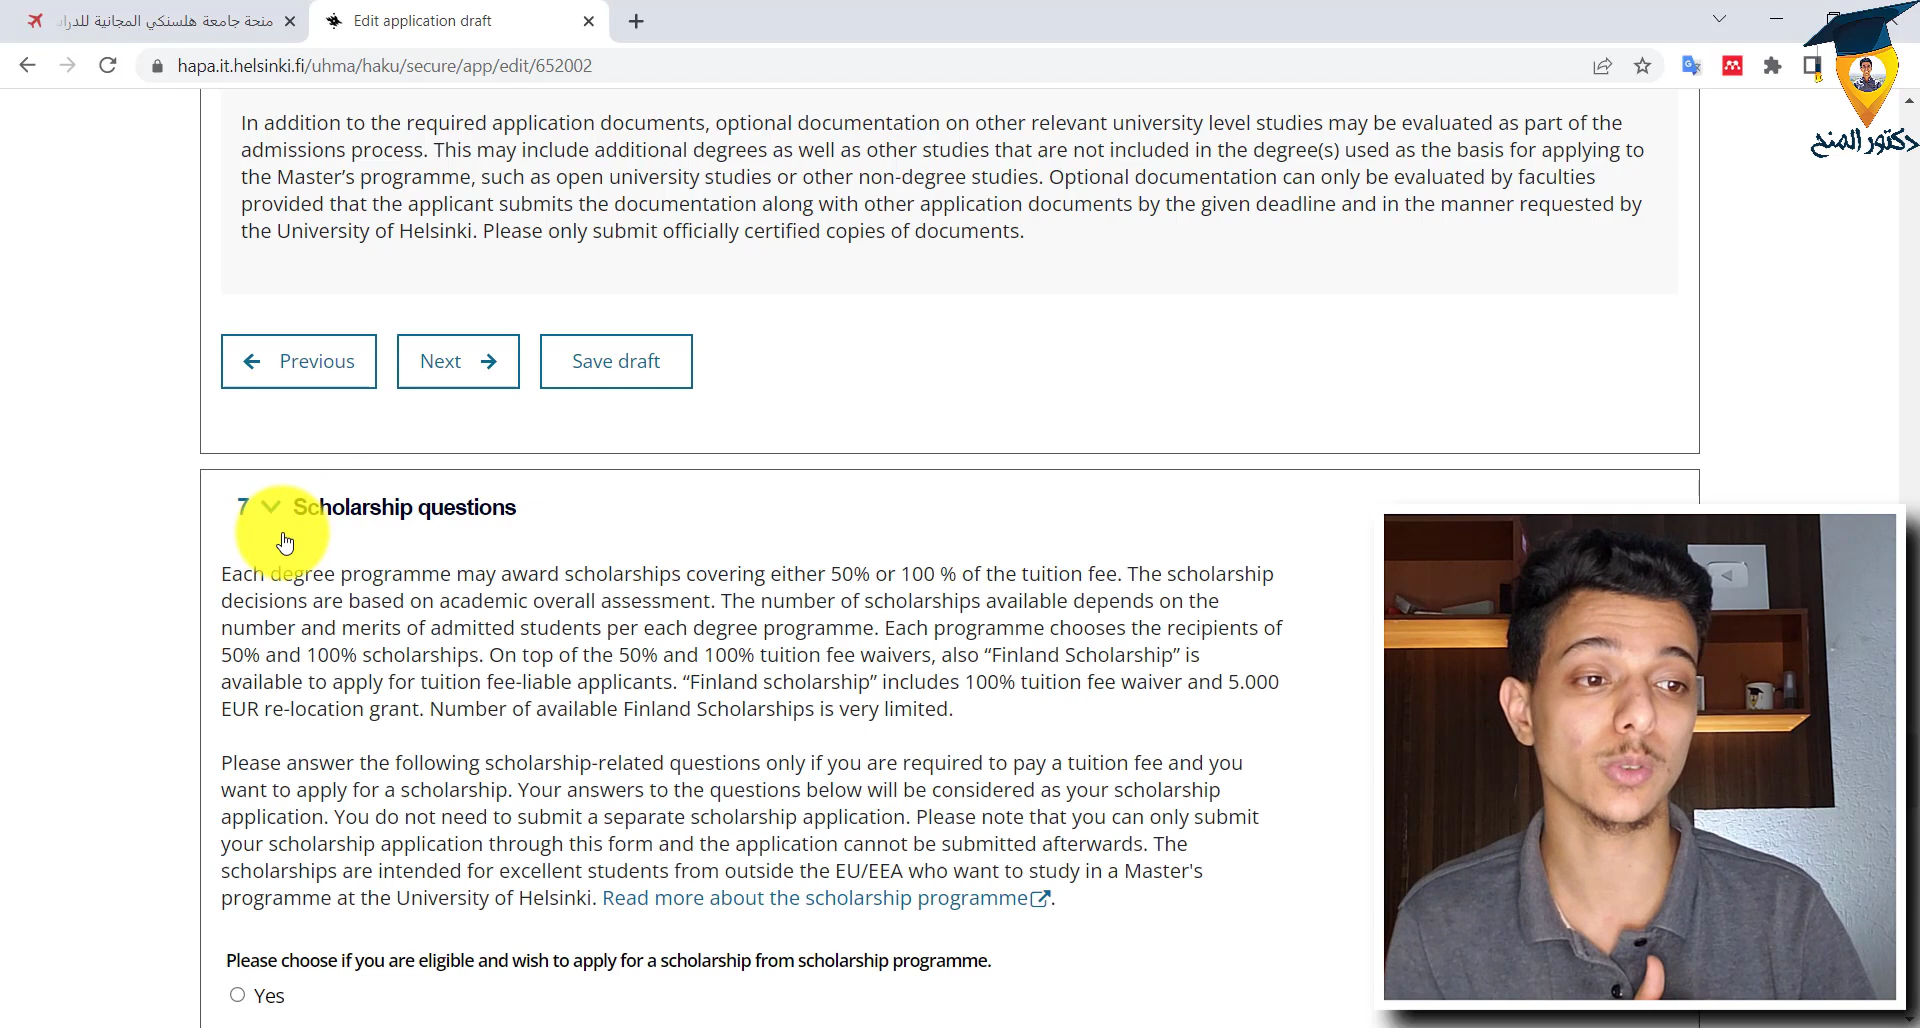 منحة جامعة هلسنكي المجانية للدرا
Edit application draft
hapa.it.helsinki.fi/uhma/haku/secure/app/edit/652002
دكتور المنح
In addition to the required application documents, optional documentation on other relevant university level studies may be evaluated as part of the
admissions process. This may include additional degrees as well as other studies that are not included in the degree(s) used as the basis for applying to
the Master’s programme, such as open university studies or other non-degree studies. Optional documentation can only be evaluated by faculties
provided that the applicant submits the documentation along with other application documents by the given deadline and in the manner requested by
the University of Helsinki. Please only submit officially certified copies of documents.
Previous
Next
Save draft
7 Scholarship questions
Each degree programme may award scholarships covering either 50% or 100 % of the tuition fee. The scholarship
decisions are based on academic overall assessment. The number of scholarships available depends on the
number and merits of admitted students per each degree programme. Each programme chooses the recipients of
50% and 100% scholarships. On top of the 50% and 100% tuition fee waivers, also “Finland Scholarship” is
available to apply for tuition fee-liable applicants. “Finland scholarship” includes 100% tuition fee waiver and 5.000
EUR re-location grant. Number of available Finland Scholarships is very limited.
Please answer the following scholarship-related questions only if you are required to pay a tuition fee and you
want to apply for a scholarship. Your answers to the questions below will be considered as your scholarship
application. You do not need to submit a separate scholarship application. Please note that you can only submit
your scholarship application through this form and the application cannot be submitted afterwards. The
scholarships are intended for excellent students from outside the EU/EEA who want to study in a Master's
programme at the University of Helsinki. Read more about the scholarship programme.
Please choose if you are eligible and wish to apply for a scholarship from scholarship programme.
Yes